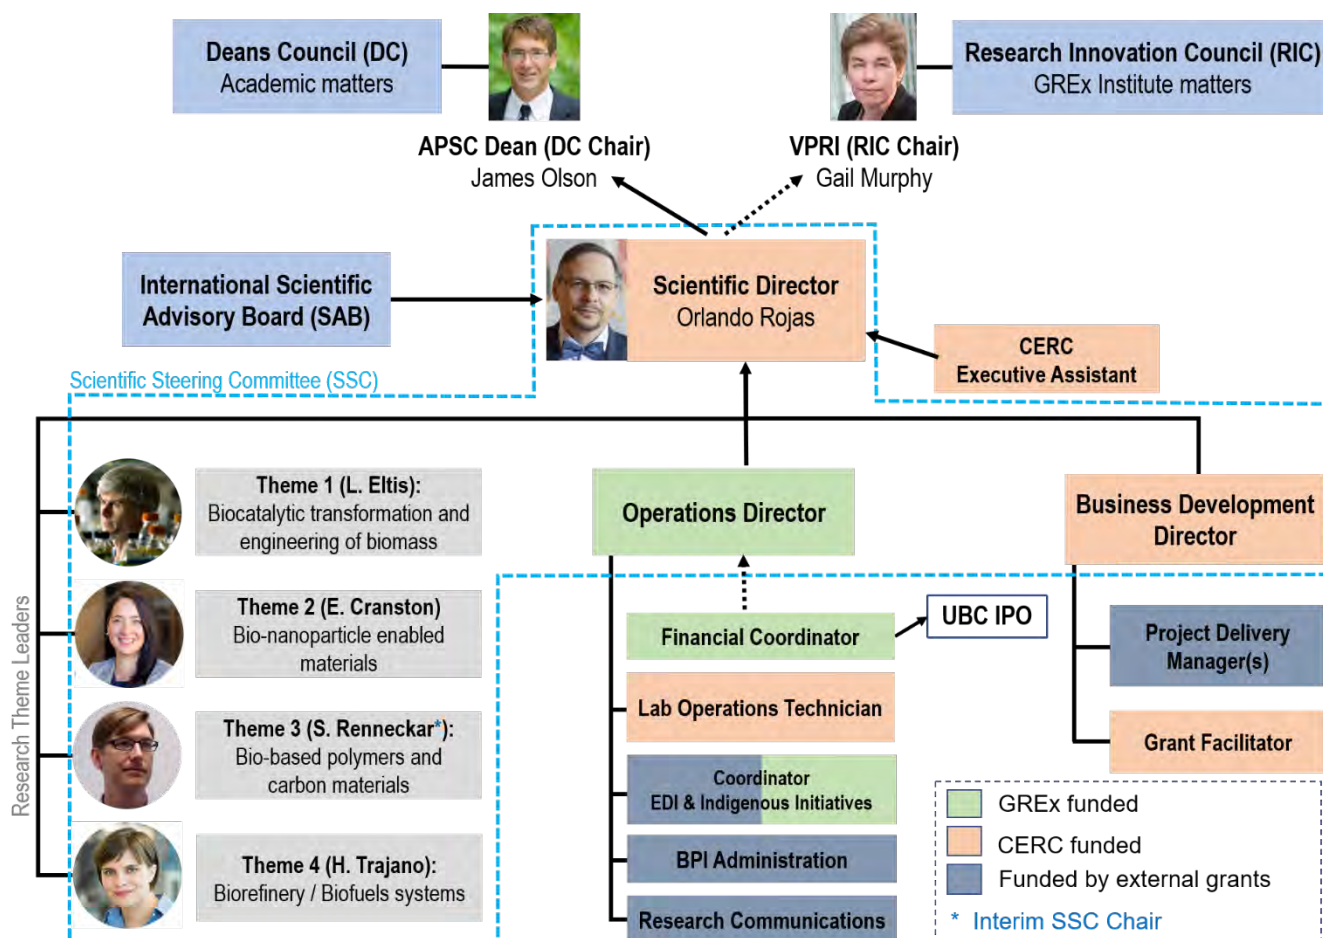 Deans Council (DC)
Academic matters
Research Innovation Council (RIC)
GREx Institute matters
APSC Dean (DC Chair)
James Olson
VPRI (RIC Chair)
Gail Murphy
International Scientific
Advisory Board (SAB)
Scientific Director
Orlando Rojas
CERC
Executive Assistant
Scientific Steering Committee (SSC)
Research Theme Leaders
Theme 1 (L. Eltis):
Biocatalytic transformation and
engineering of biomass
Theme 2 (E. Cranston)
Bio-nanoparticle enabled
materials
Theme 3 (S. Renneckar*):
Bio-based polymers and
carbon materials
Theme 4 (H. Trajano):
Biorefinery / Biofuels systems
Operations Director
Financial Coordinator
UBC IPO
Lab Operations Technician
Coordinator
EDI & Indigenous Initiatives
BPI Administration
Research Communications
Business Development
Director
Project Delivery
Manager(s)
Grant Facilitator
GREx funded
CERC funded
Funded by external grants
* Interim SSC Chair